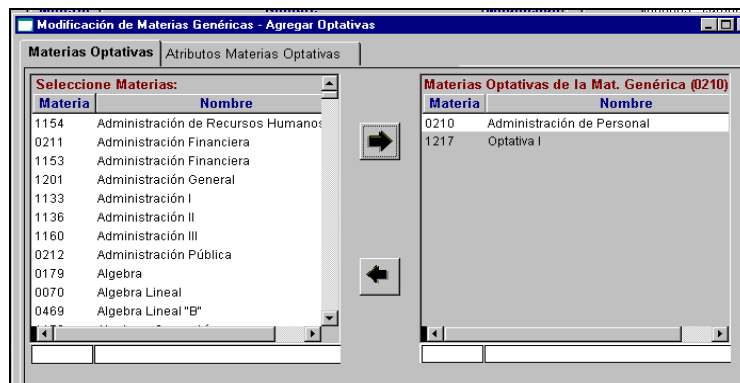 Modificación de Materias Genéricas - Agregar Optativas
Materias Optativas
Atributos Materias Optativas
Seleccione Materias:
Materia Nombre
1154 Administración de Recursos Humanos
0211 Administración Financiera
1153 Administración Financiera
1201 Administración General
1133 Administración I
1136 Administración II
1160 Administración III
0212 Administración Pública
0179 Algebra
0070 Algebra Lineal
0469 Algebra Lineal "B"
Materias Optativas de la Mat. Genérica (0210)
Materia Nombre
0210 Administración de Personal
1217 Optativa I